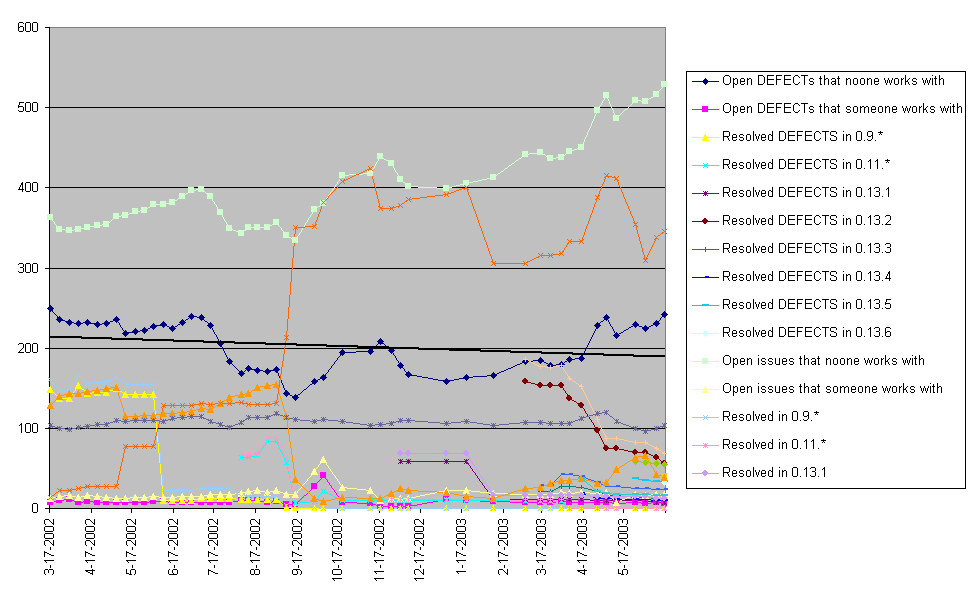 600
500
400
300
200
100
0
3-17-2002
4-17-2002
5-17-2002
6-17-2002
7-17-2002
8-17-2002
9-17-2002
10-17-2002
11-17-2002
12-17-2002
1-17-2003
2-17-2003
3-17-2003
4-17-2003
5-17-2003
Open DEFECTs that noone works with
Open DEFECTs that someone works with
Resolved DEFECTS in 0.9.*
Resolved DEFECTS in 0.11.*
Resolved DEFECTS in 0.13.1
Resolved DEFECTS in 0.13.2
Resolved DEFECTS in 0.13.3
Resolved DEFECTS in 0.13.4
Resolved DEFECTS in 0.13.5
Resolved DEFECTS in 0.13.6
Open issues that noone works with
Open issues that someone works with
Resolved in 0.9.*
Resolved in 0.11.*
Resolved in 0.13.1